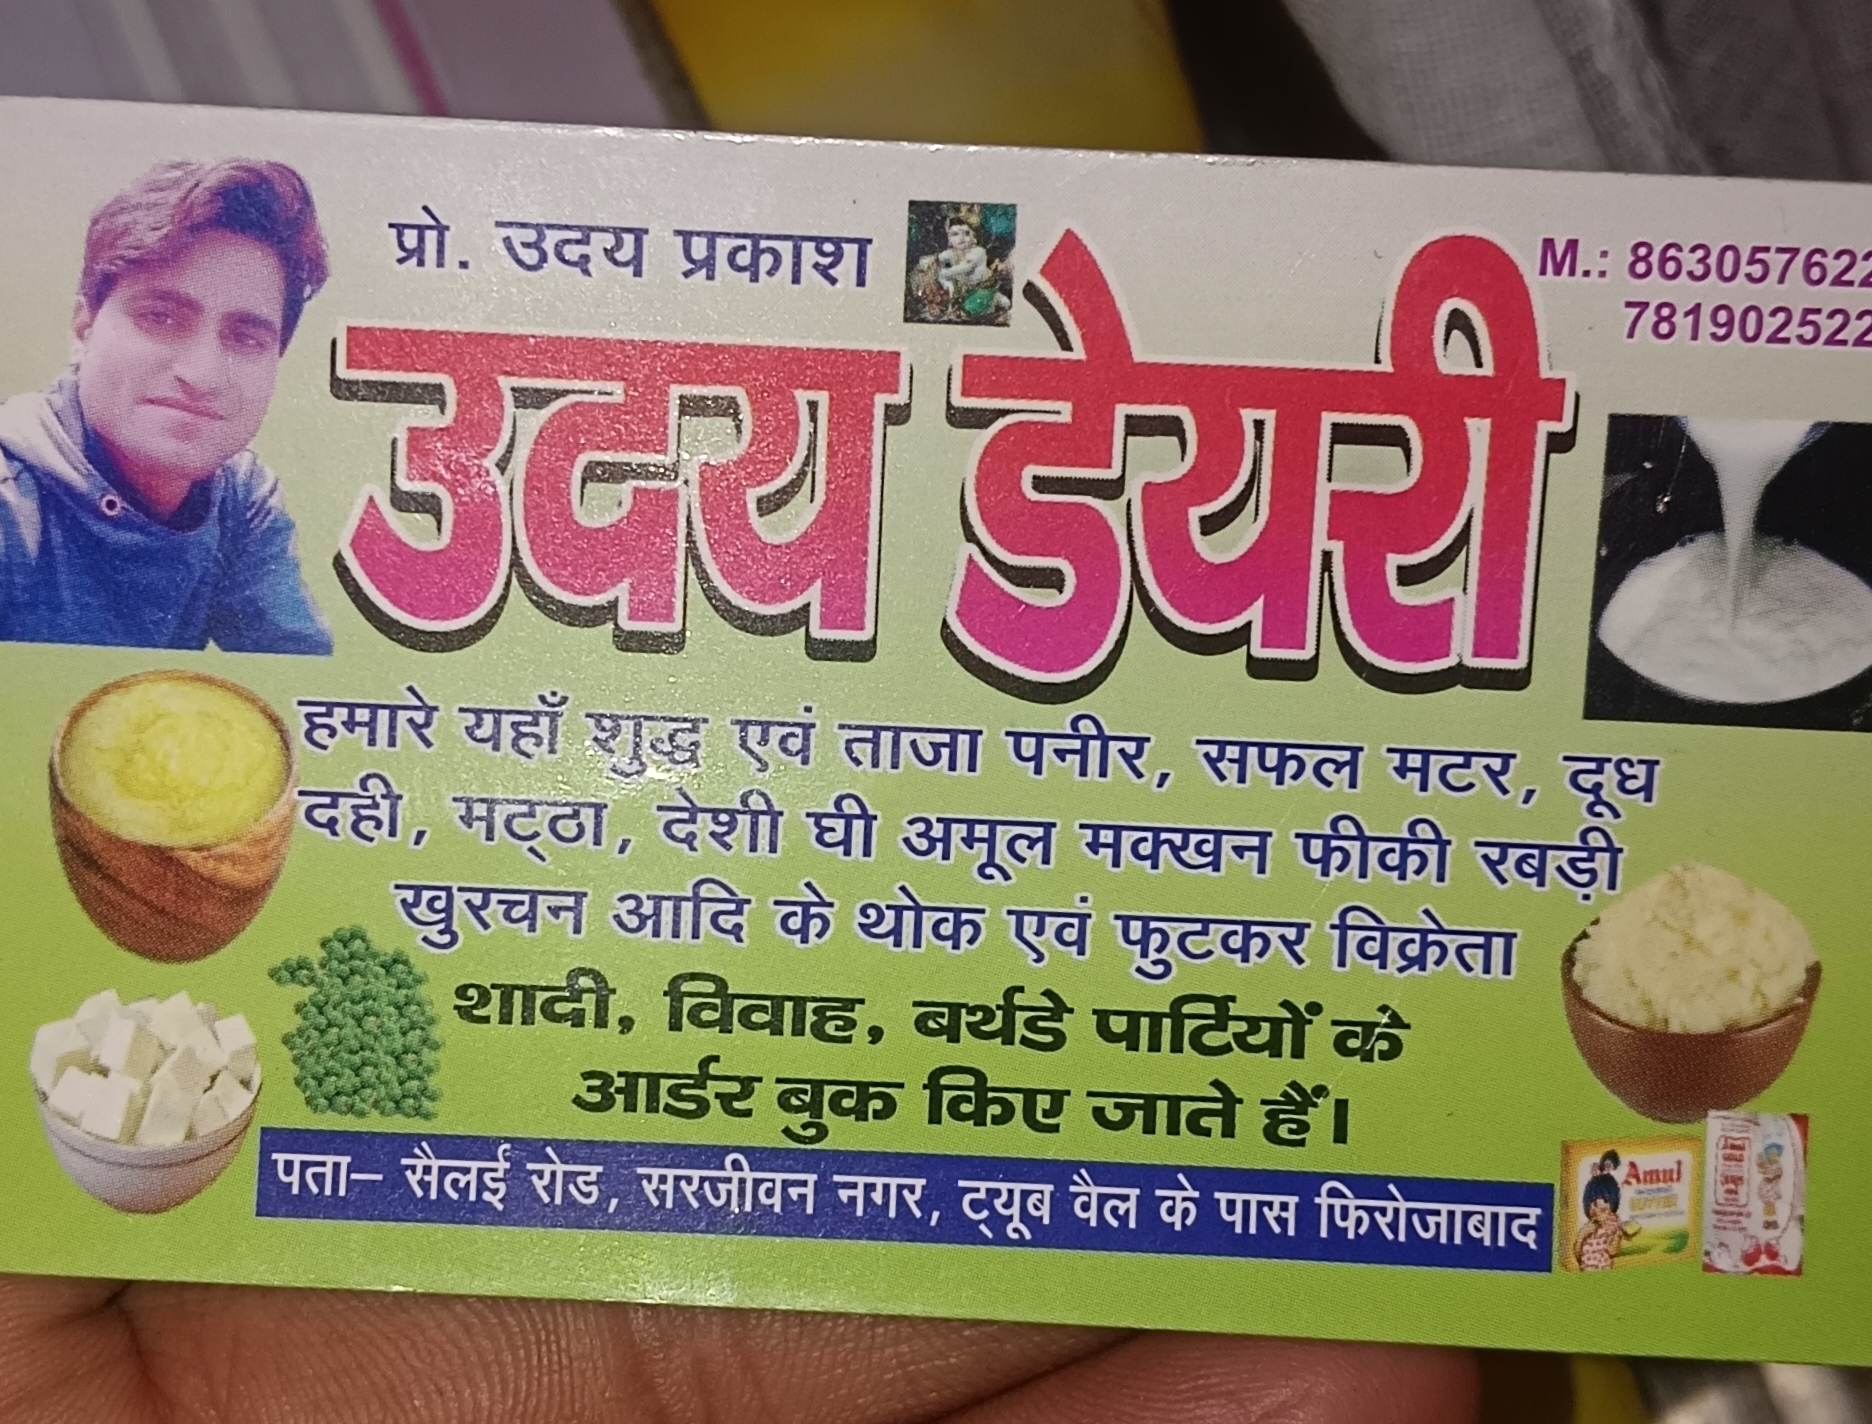 प्रो. उदय प्रकाश
M.: 863057622
781902522
उदय डेयरी
हमारे यहाँ शुद्ध एवं ताजा पनीर, सफल मटर, दूध
दही, मट्ठा, देशी घी अमूल मक्खन फीकी रबड़ी
खुरचन आदि के थोक एवं फुटकर विक्रेता
शादी, विवाह, बर्थडे पार्टियों के
आर्डर बुक किए जाते हैं।
पता– सैलई रोड, सरजीवन नगर, ट्यूब वैल के पास फिरोजाबाद
Amul